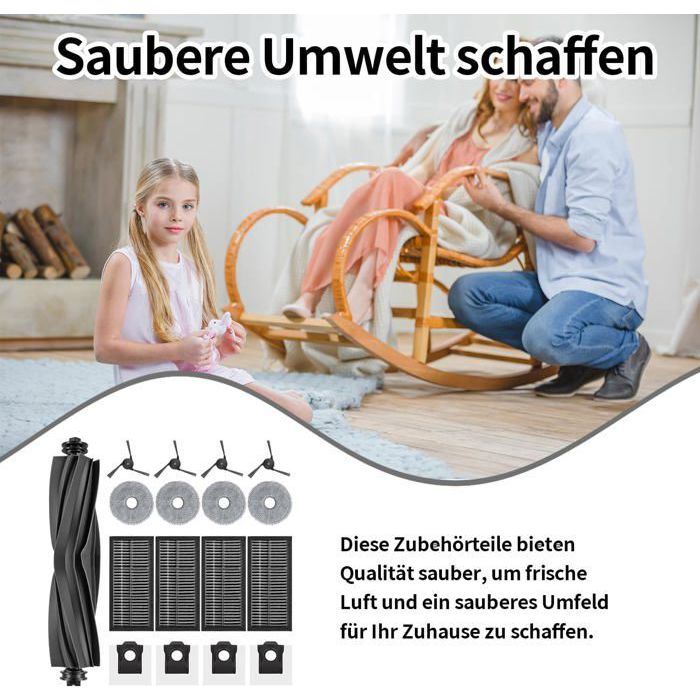 Saubere Umwelt schaffen
Diese Zubehörteile bieten
Qualität sauber, um frische
Luft und ein sauberes Umfeld
für Ihr Zuhause zu schaffen.